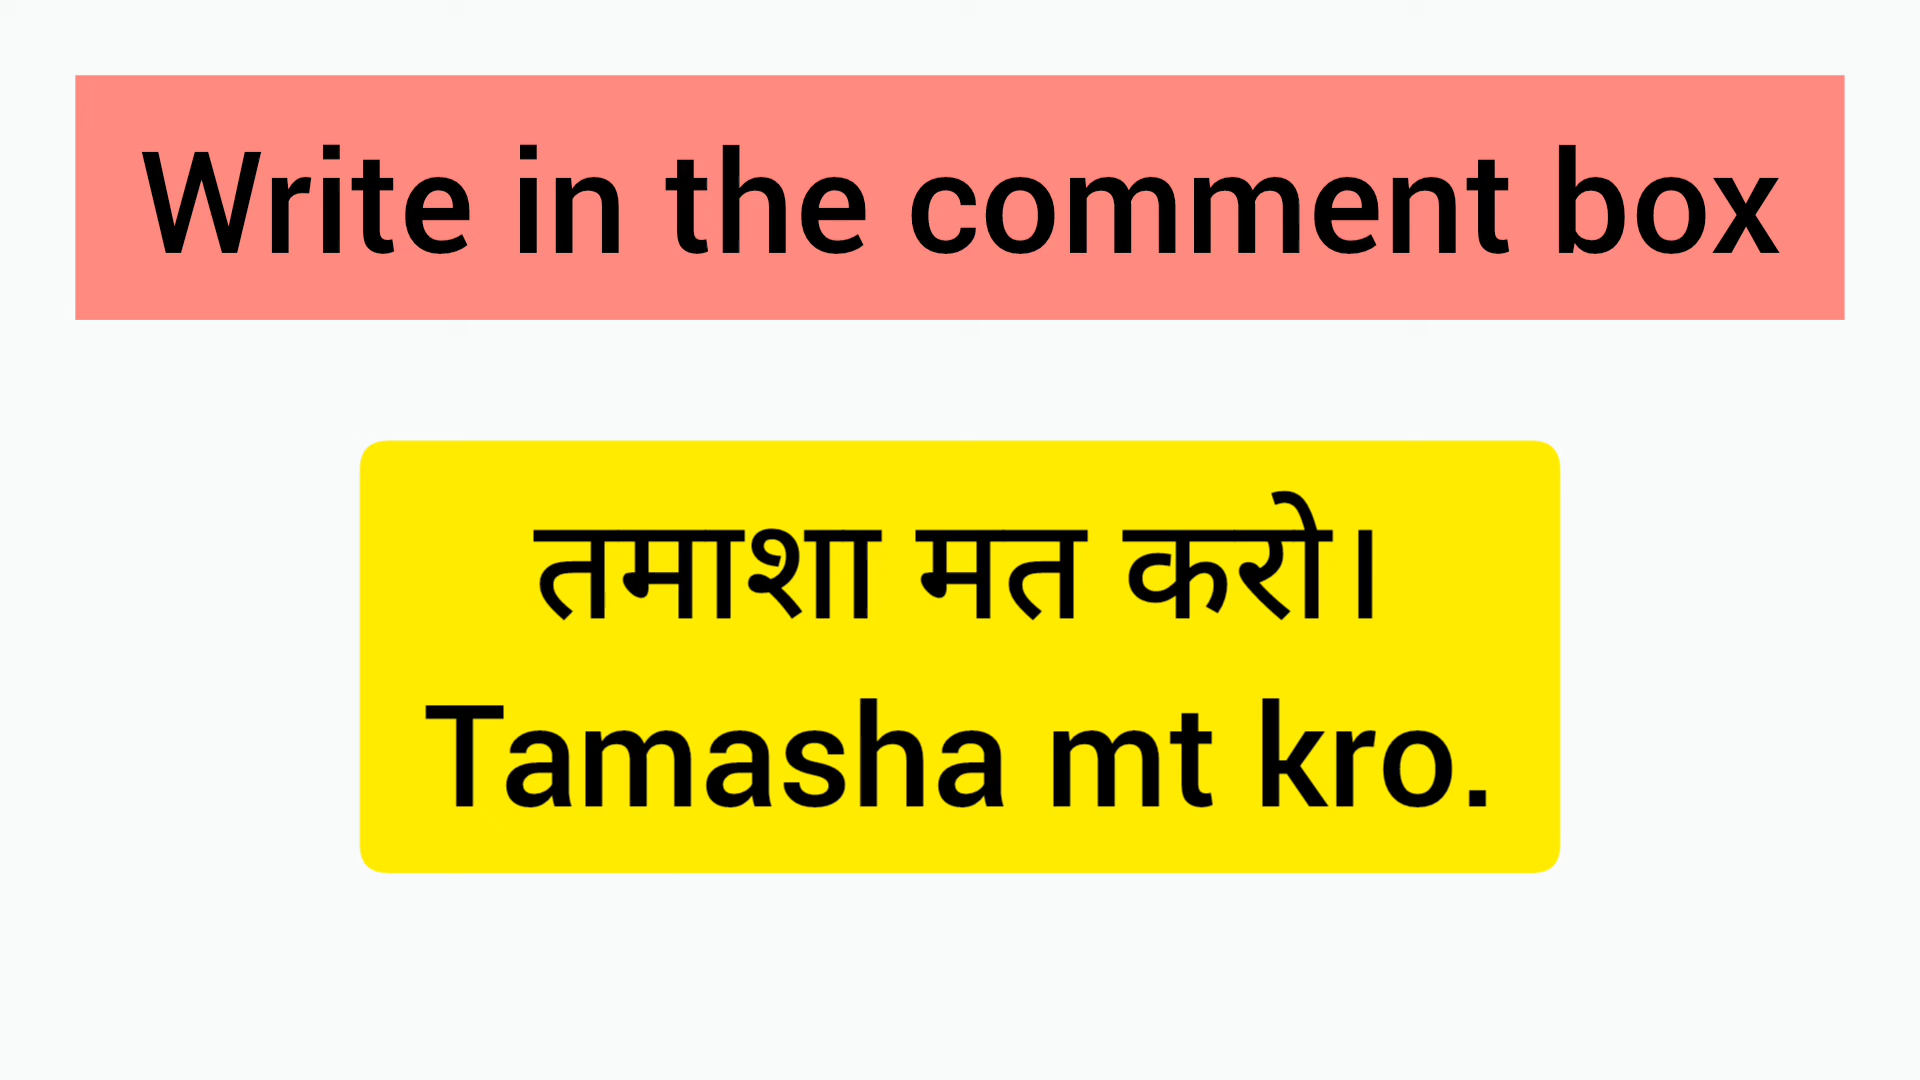 Write in the comment box
तमाशा मत करो।
Tamasha mt kro.